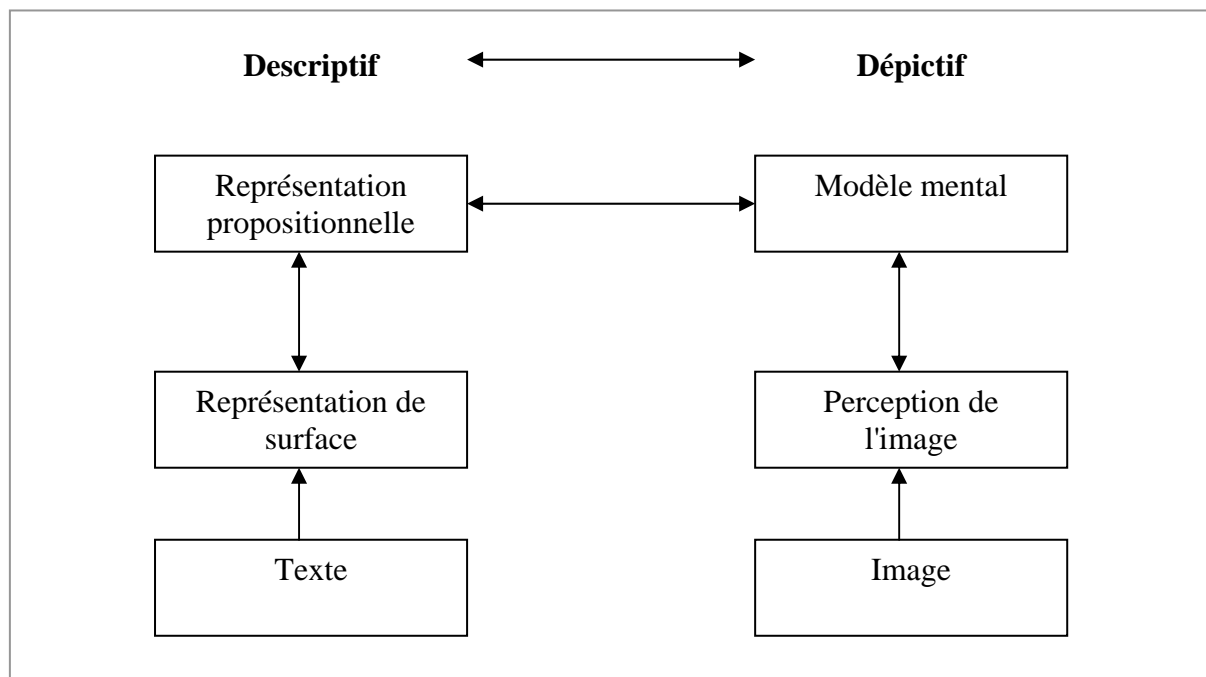 Descriptif
Dépictif
Représentation
propositionnelle
Modèle mental
Représentation de
surface
Perception de
l'image
Texte
Image